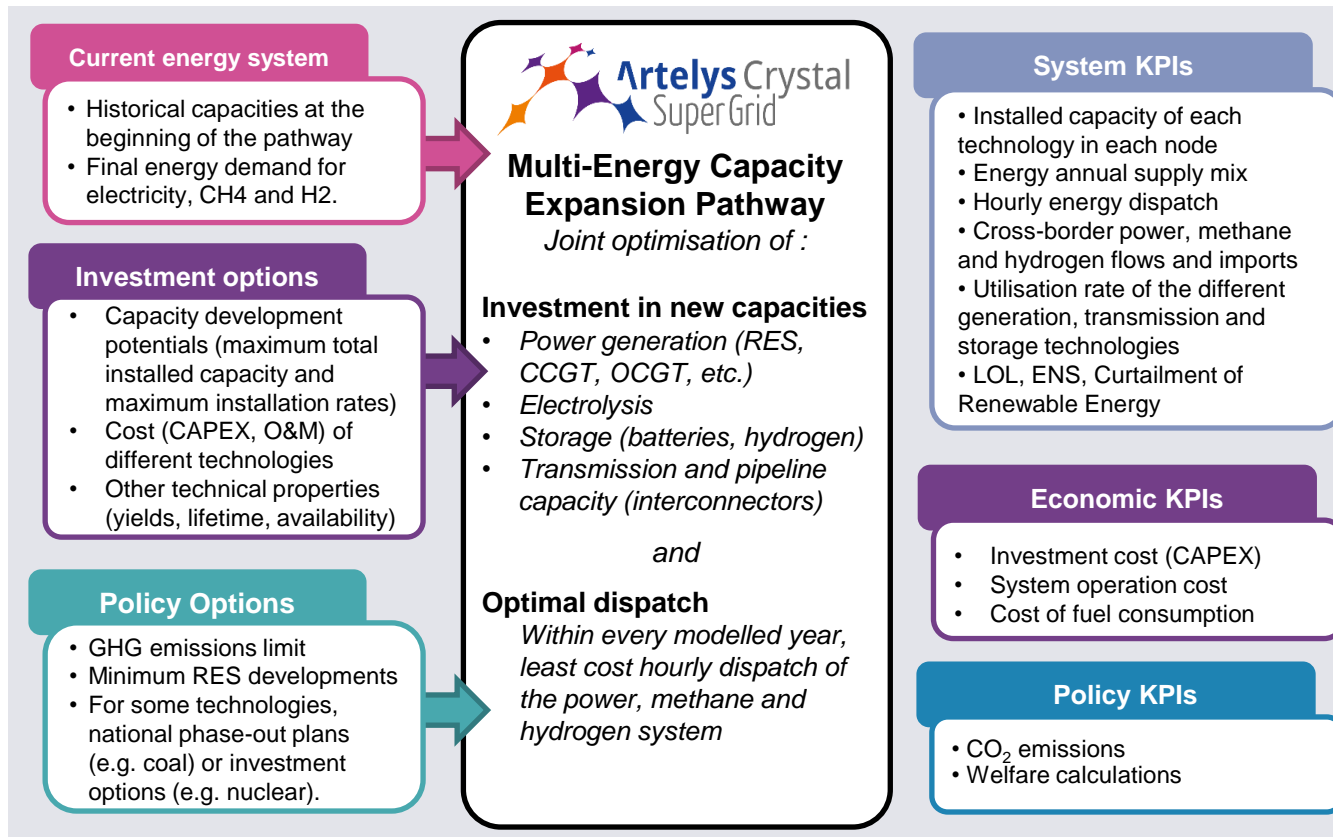 Current energy system
• Historical capacities at the
beginning of the pathway
• Final energy demand for
electricity, CH4 and H2.
Investment options
• Capacity development
potentials (maximum total
installed capacity and
maximum installation rates)
• Cost (CAPEX, O&M) of
different technologies
• Other technical properties
(yields, lifetime, availability)
Policy Options
• GHG emissions limit
• Minimum RES developments
• For some technologies,
national phase-out plans
(e.g. coal) or investment
options (e.g. nuclear).
Artelys Crystal
Super Grid
Multi-Energy Capacity
Expansion Pathway
Joint optimisation of :
Investment in new capacities
• Power generation (RES,
CCGT, OCGT, etc.)
• Electrolysis
• Storage (batteries, hydrogen)
• Transmission and pipeline
capacity (interconnectors)
and
Optimal dispatch
Within every modelled year,
least cost hourly dispatch of
the power, methane and
hydrogen system
System KPIs
• Installed capacity of each
technology in each node
• Energy annual supply mix
• Hourly energy dispatch
• Cross-border power, methane
and hydrogen flows and imports
• Utilisation rate of the different
generation, transmission and
storage technologies
• LOL, ENS, Curtailment of
Renewable Energy
Economic KPIs
• Investment cost (CAPEX)
• System operation cost
• Cost of fuel consumption
Policy KPIs
• CO₂ emissions
• Welfare calculations